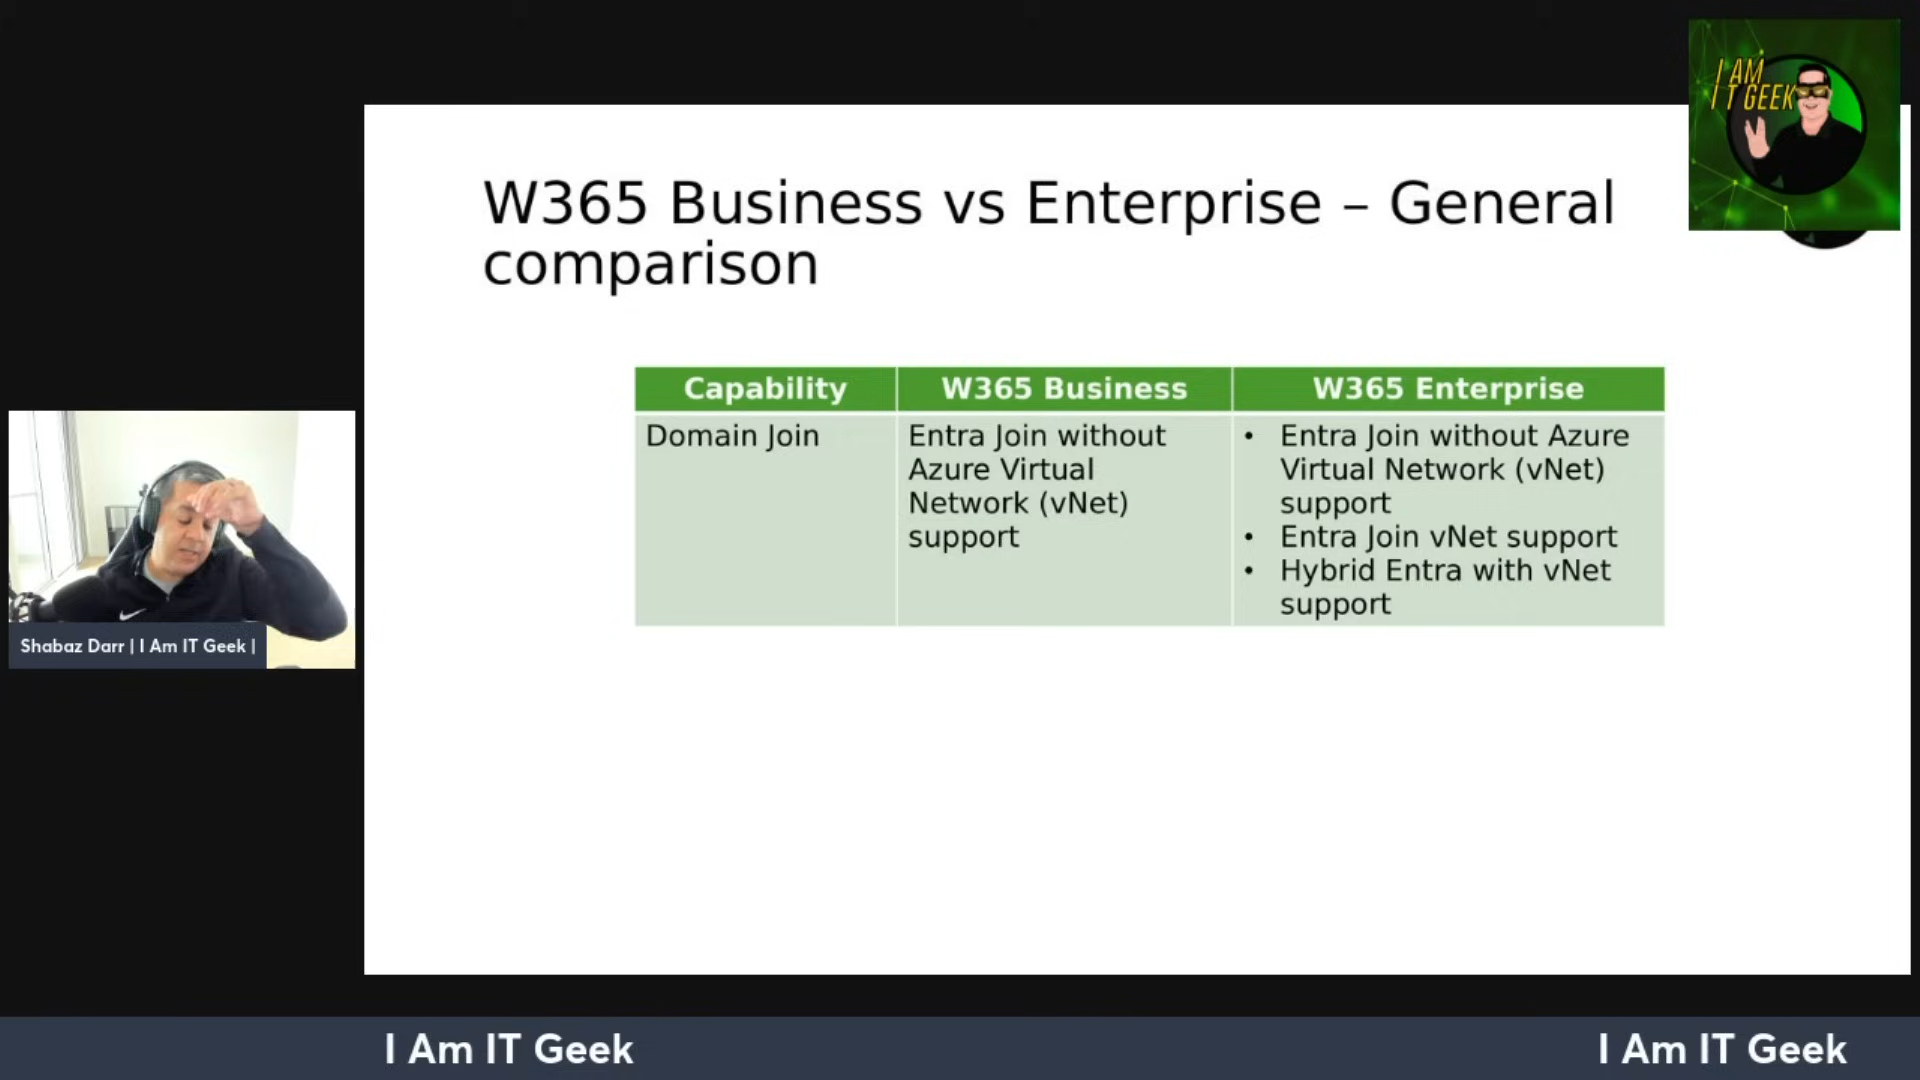 I AM
IT GEEK
W365 Business vs Enterprise – General
comparison
Capability
W365 Business
W365 Enterprise
Domain Join
Entra Join without
Azure Virtual
Network (vNet)
support
• Entra Join without Azure
Virtual Network (vNet)
support
• Entra Join vNet support
• Hybrid Entra with vNet
support
Shabaz Darr | I Am IT Geek |
I Am IT Geek
I Am IT Geek